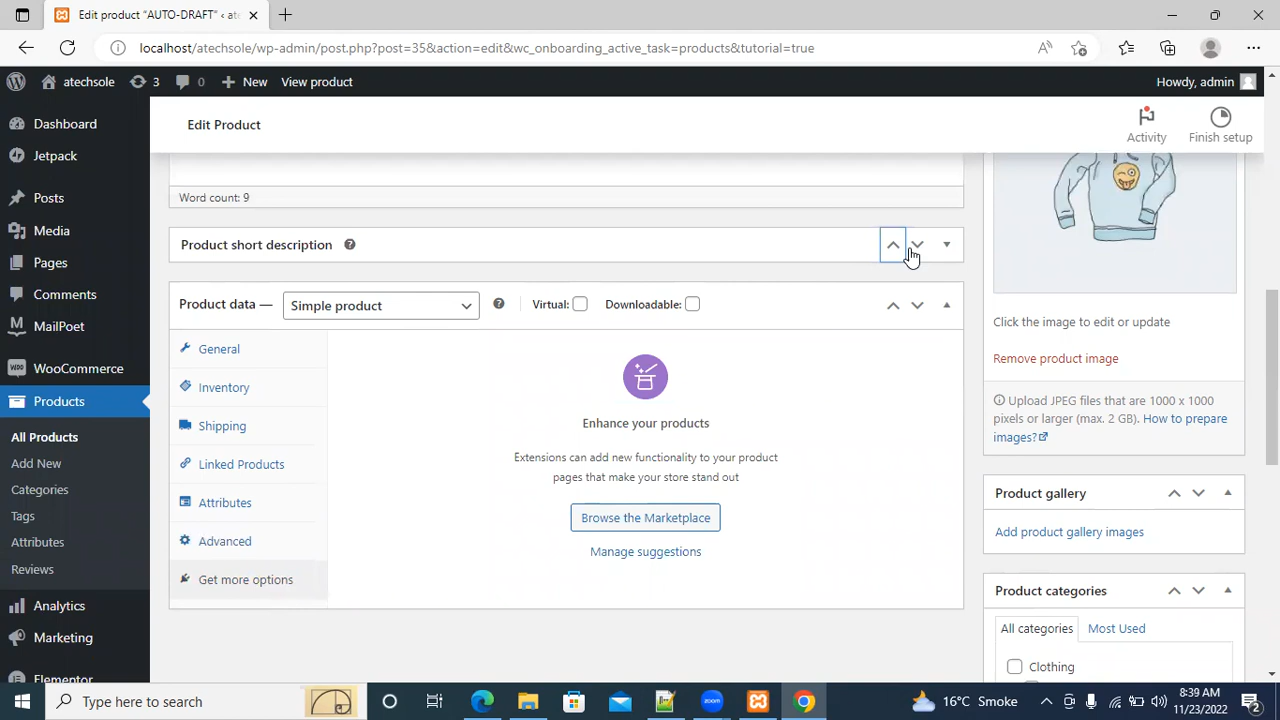 Edit product “AUTO-DRAFT” ‹ ate
localhost/atechsole/wp-admin/post.php?post=35&action=edit&wc_onboarding_active_task=products&tutorial=true
atechsole
3
0
New
View product
Howdy, admin
Dashboard
Jetpack
Posts
Media
Pages
Comments
MailPoet
WooCommerce
Products
All Products
Add New
Categories
Tags
Attributes
Reviews
Analytics
Marketing
Elementor
Edit Product
Activity
Finish setup
Word count: 9
Product short description
Product data —
Simple product
Virtual:
Downloadable:
General
Inventory
Shipping
Linked Products
Attributes
Advanced
Get more options
Enhance your products
Extensions can add new functionality to your product
pages that make your store stand out
Browse the Marketplace
Manage suggestions
Click the image to edit or update
Remove product image
Upload JPEG files that are 1000 x 1000
pixels or larger (max. 2 GB). How to prepare
images?
Product gallery
Add product gallery images
Product categories
All categories
Most Used
Clothing
Type here to search
16°C Smoke
8:39 AM
11/23/2022
2